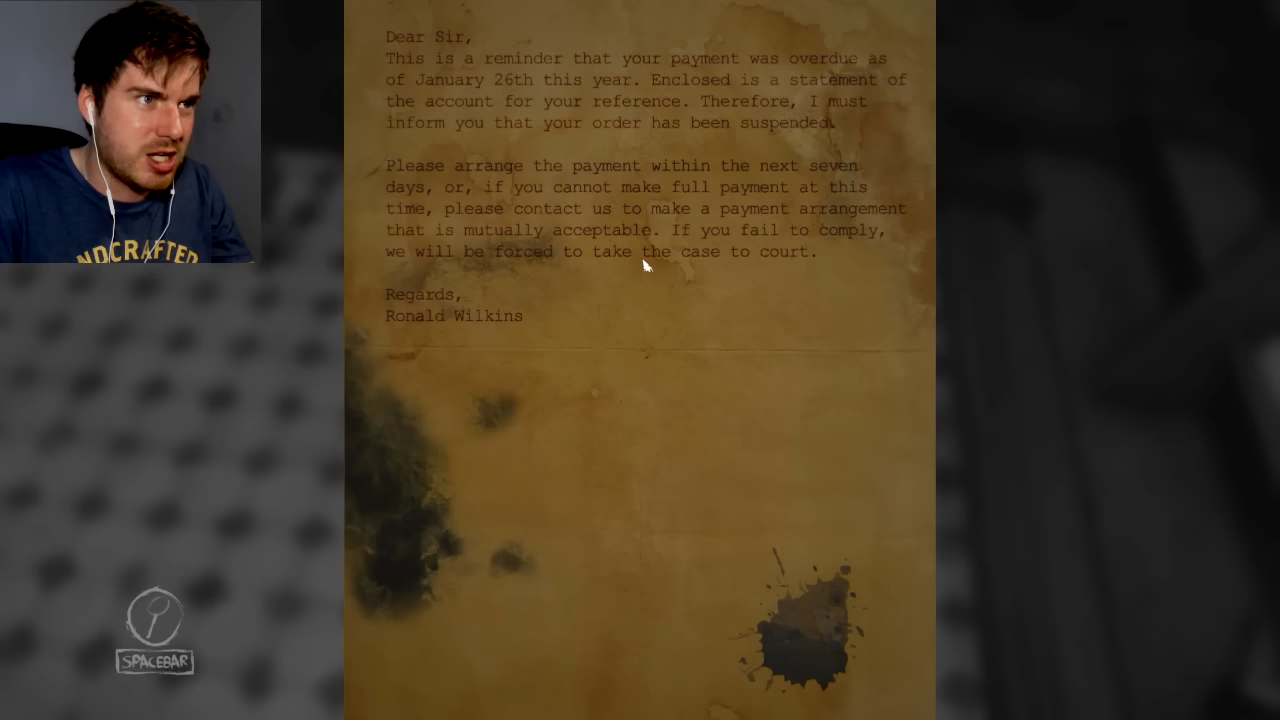 Dear Sir,
This is a reminder that your payment was overdue as
of January 26th this year. Enclosed is a statement of
the account for your reference. Therefore, I must
inform you that your order has been suspended.
Please arrange the payment within the next seven
days, or, if you cannot make full payment at this
time, please contact us to make a payment arrangement
that is mutually acceptable. If you fail to comply,
we will be forced to take the case to court.
Regards,
Ronald Wilkins
NDCRAFTED
SPACEBAR